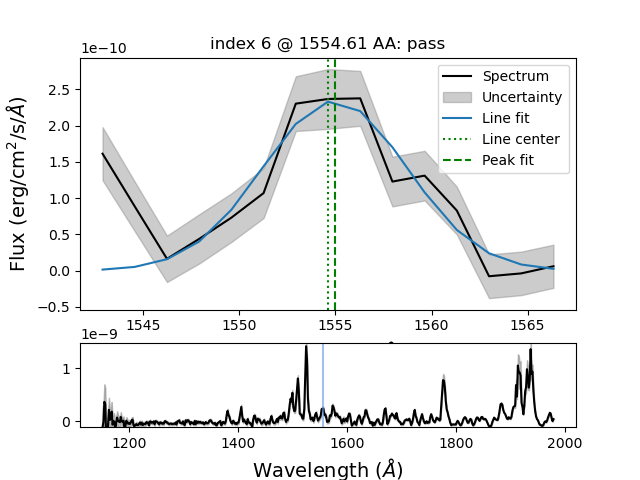 index 6 @ 1554.61 AA: pass
1e−10
Flux (erg/cm²/s/Å)
2.5
2.0
1.5
1.0
0.5
0.0
−0.5
Spectrum
Uncertainty
Line fit
Line center
Peak fit
1545 1550 1555 1560 1565
1e−9
1
0
1200 1400 1600 1800 2000
Wavelength (Å)